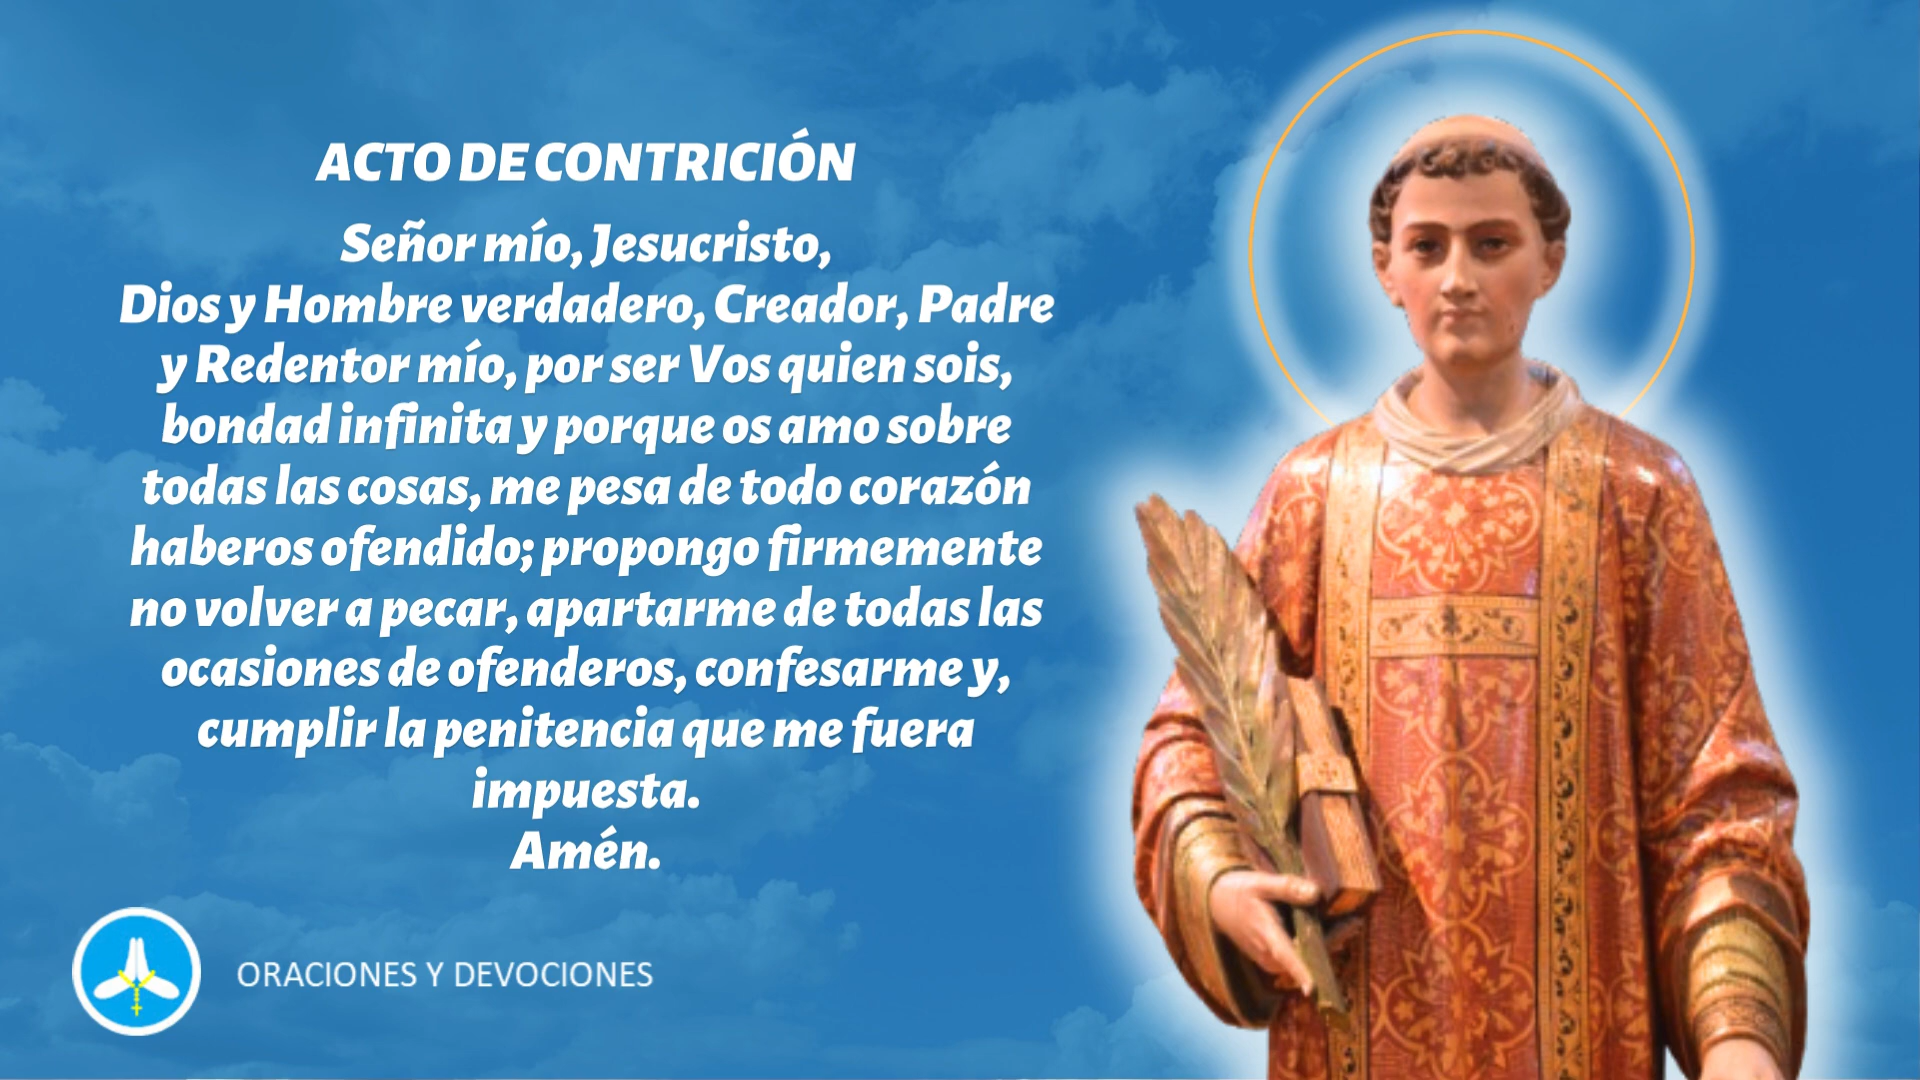 ACTO DE CONTRICIÓN
Señor mío, Jesucristo,
Dios y Hombre verdadero, Creador, Padre
y Redentor mío, por ser Vos quien sois,
bondad infinita y porque os amo sobre
todas las cosas, me pesa de todo corazón
haberos ofendido; propongo firmemente
no volver a pecar, apartarme de todas las
ocasiones de ofenderos, confesarme y,
cumplir la penitencia que me fuera
impuesta.
Amén.
ORACIONES Y DEVOCIONES